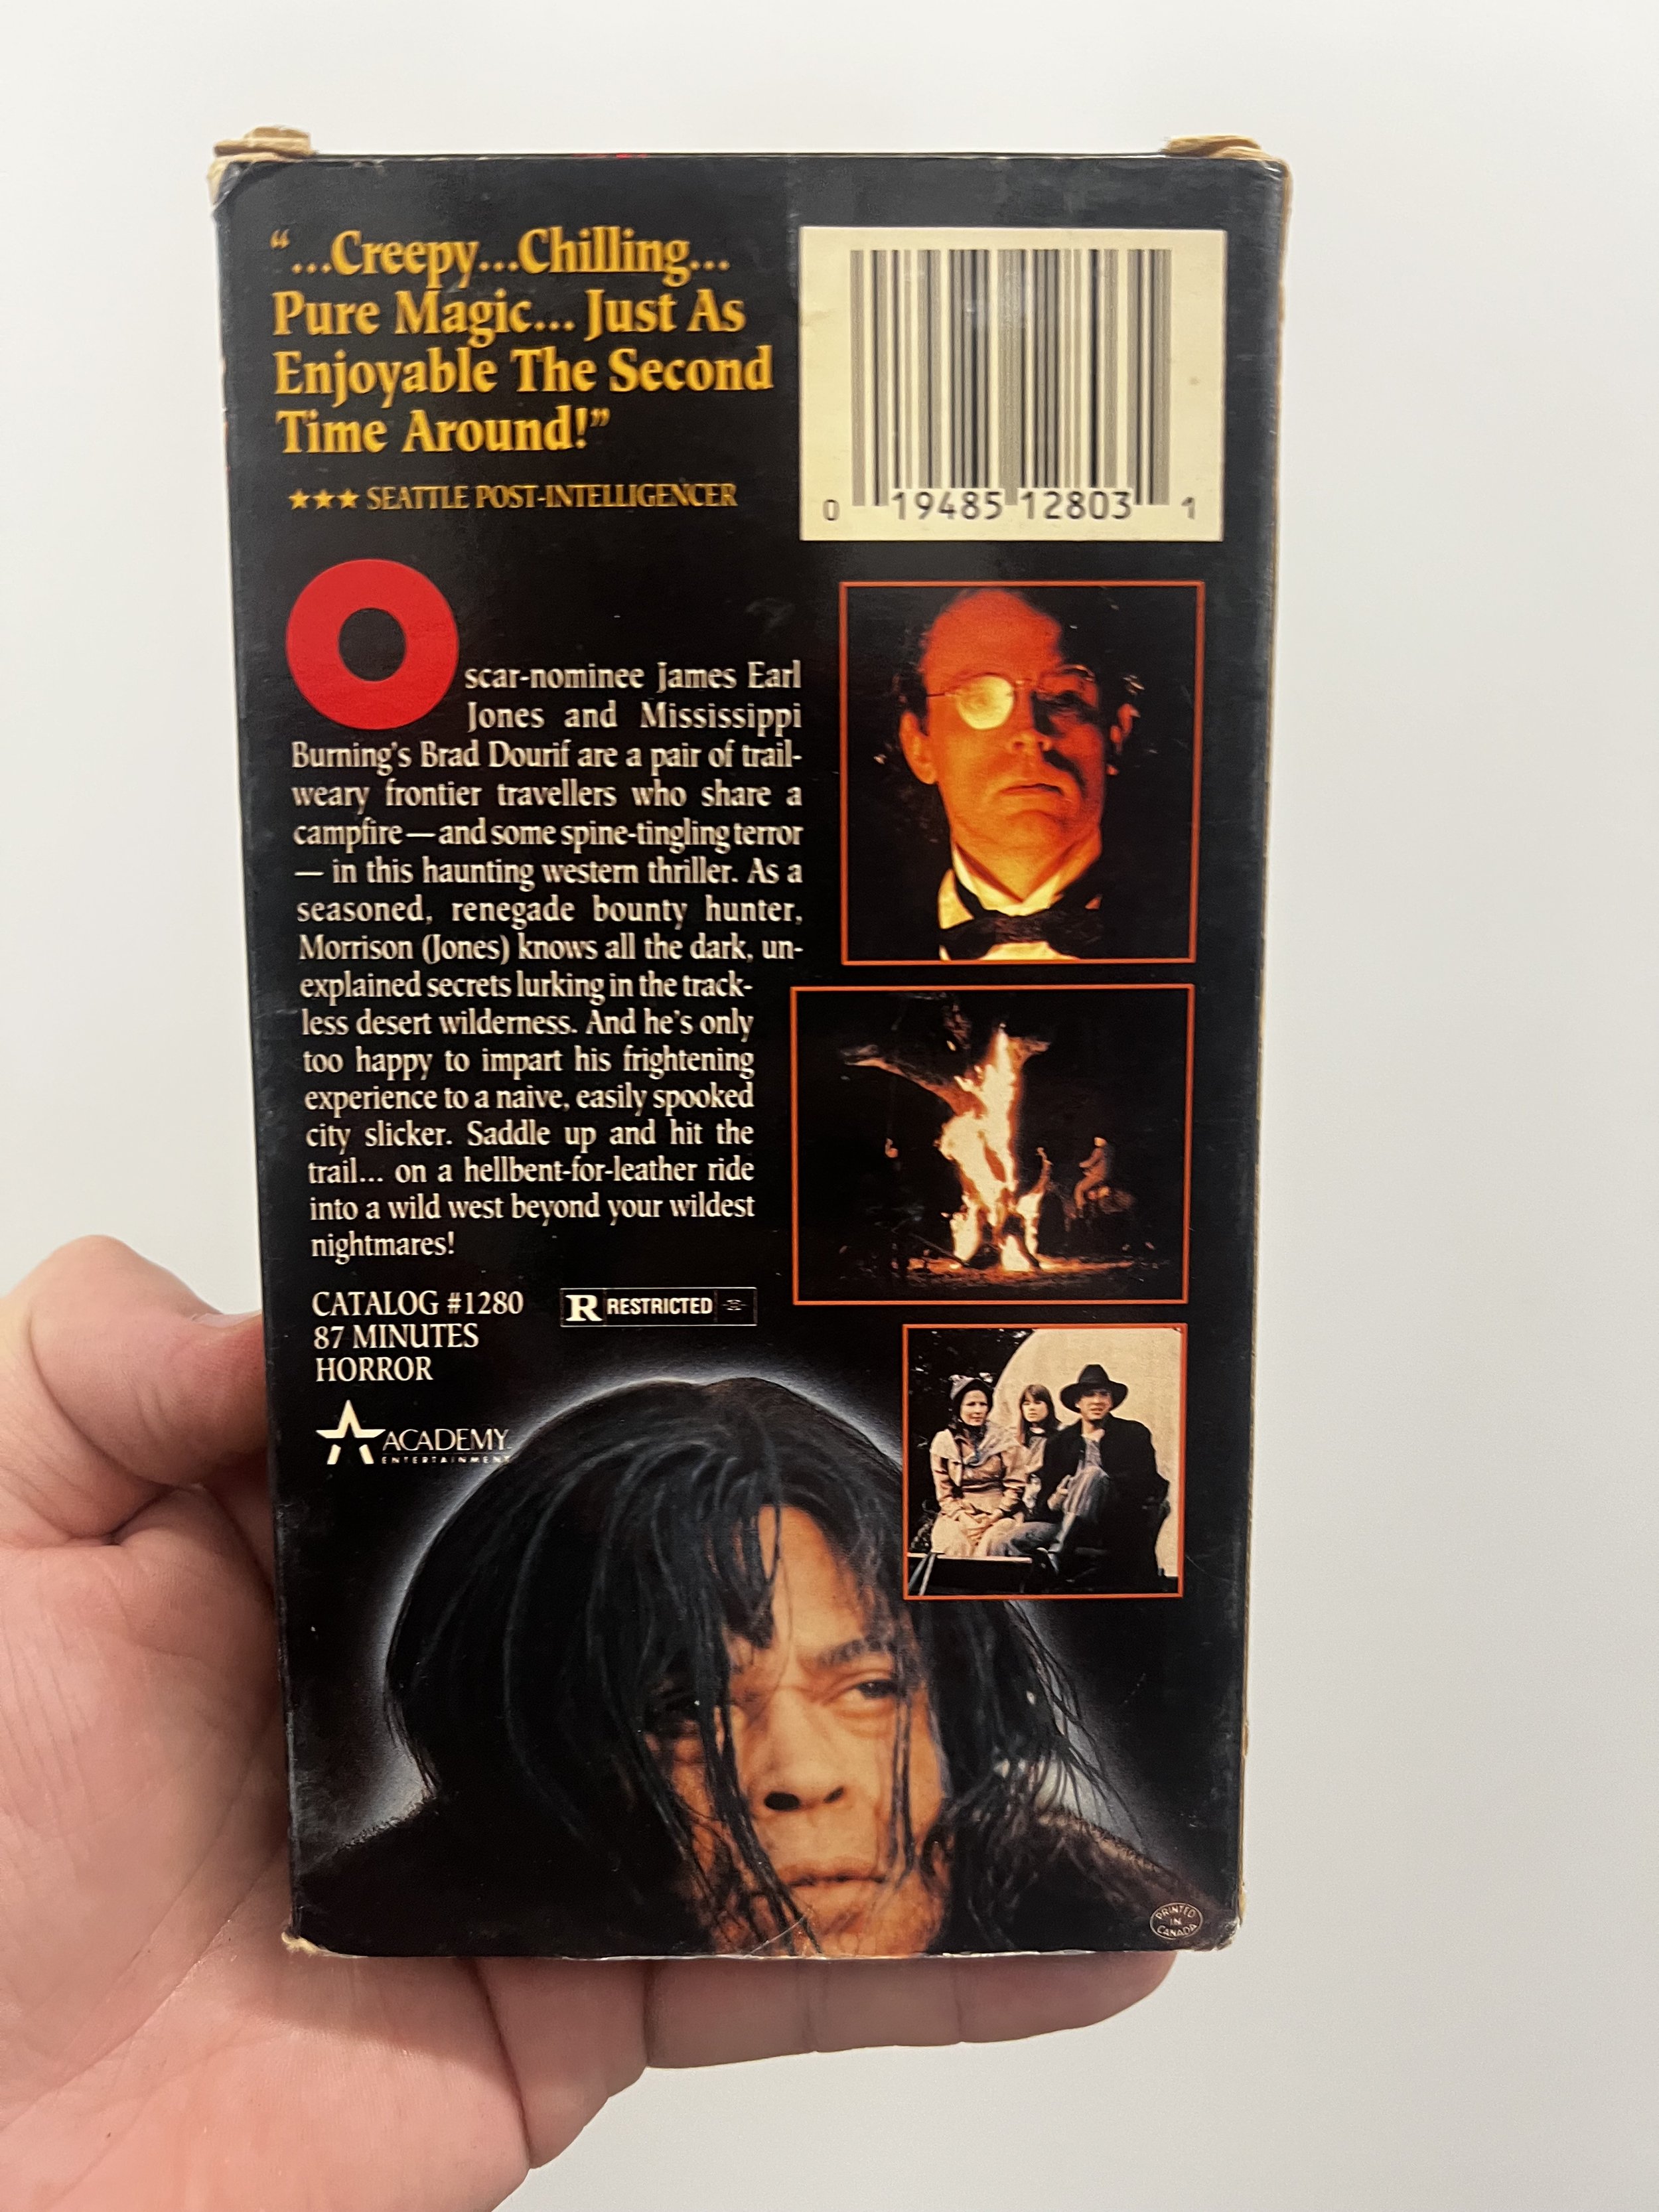 “...Creepy...Chilling...
Pure Magic... Just As
Enjoyable The Second
Time Around!”
★★★ SEATTLE POST-INTELLIGENCER
0 19485 12803 1
Oscar-nominee James Earl
Jones and Mississippi
Burning's Brad Dourif are a pair of trail-
weary frontier travellers who share a
campfire — and some spine-tingling terror
— in this haunting western thriller. As a
seasoned, renegade bounty hunter,
Morrison (Jones) knows all the dark, un-
explained secrets lurking in the track-
less desert wilderness. And he's only
too happy to impart his frightening
experience to a naive, easily spooked
city slicker. Saddle up and hit the
trail... on a hellbent-for-leather ride
into a wild west beyond your wildest
nightmares!
CATALOG #1280
R RESTRICTED
87 MINUTES
HORROR
ACADEMY
ENTERTAINMENT
PRINTED
IN
CANADA